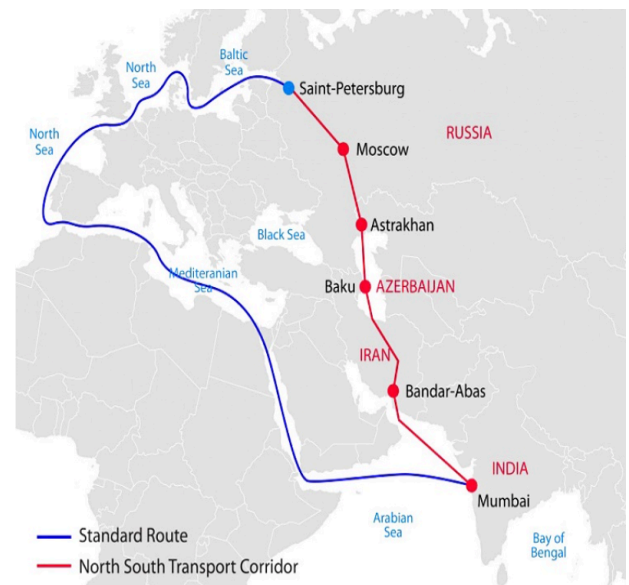 Baltic
Sea
North
Sea
Saint-Petersburg
North
Sea
Moscow
RUSSIA
Astrakhan
Black Sea
Mediteranian
Sea
Baku
AZERBAIJAN
IRAN
Bandar-Abas
INDIA
Mumbai
Arabian
Sea
Bay of
Bengal
Standard Route
North South Transport Corridor